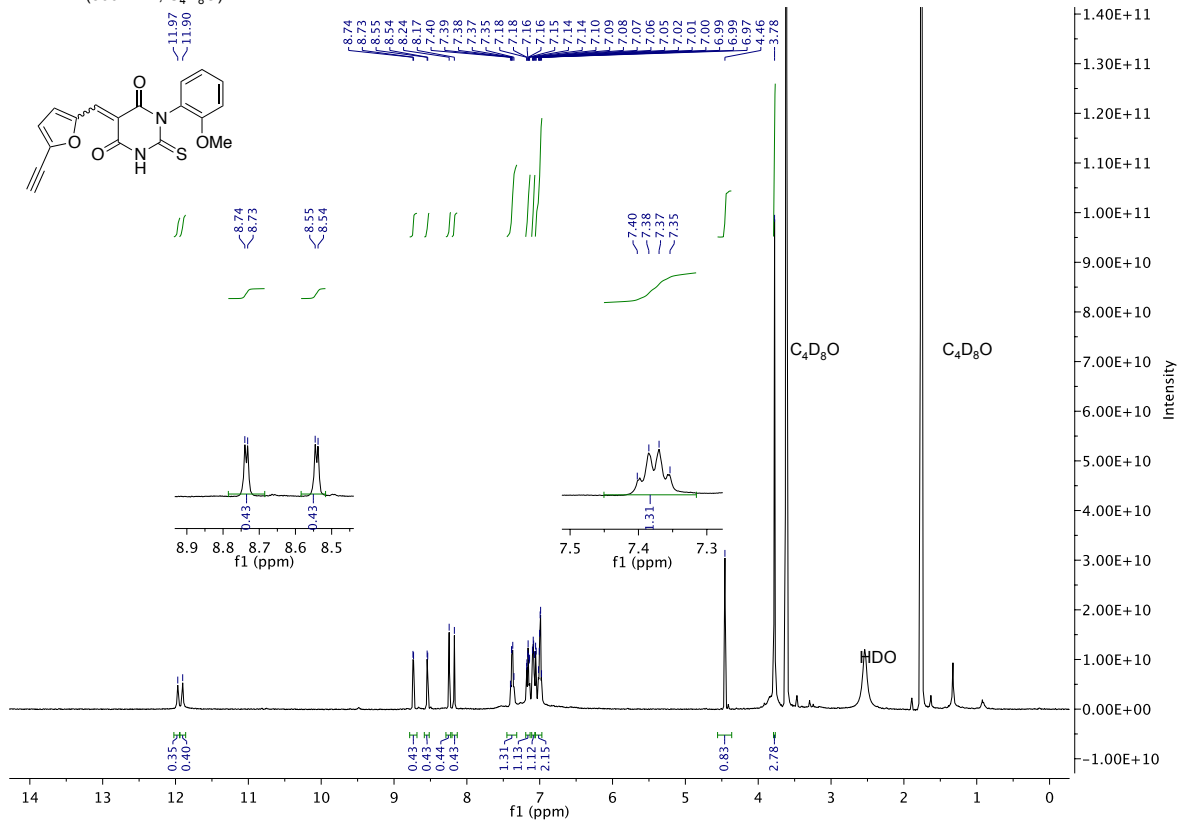 11.97
11.90
8.74
8.73
8.55
8.54
8.24
8.17
7.40
7.39
7.38
7.37
7.35
7.18
7.18
7.16
7.16
7.15
7.14
7.14
7.10
7.09
7.08
7.07
7.06
7.05
7.02
7.01
7.00
6.99
6.99
6.97
4.46
3.78
O
N
O
N
H
S
OMe
O
8.74
8.73
8.55
8.54
7.40
7.38
7.37
7.35
C4D8O
C4D8O
HDO
0.43
0.43
8.9 8.8 8.7 8.6 8.5
f1 (ppm)
1.31
7.5 7.4 7.3
f1 (ppm)
0.35
0.40
0.43
0.43
0.44
0.43
1.31
1.13
1.12
2.15
0.83
2.78
14 13 12 11 10 9 8 7 6 5 4 3 2 1 0
f1 (ppm)
1.40E+11
1.30E+11
1.20E+11
1.10E+11
1.00E+11
9.00E+10
8.00E+10
7.00E+10
6.00E+10
5.00E+10
4.00E+10
3.00E+10
2.00E+10
1.00E+10
0.00E+00
-1.00E+10
Intensity